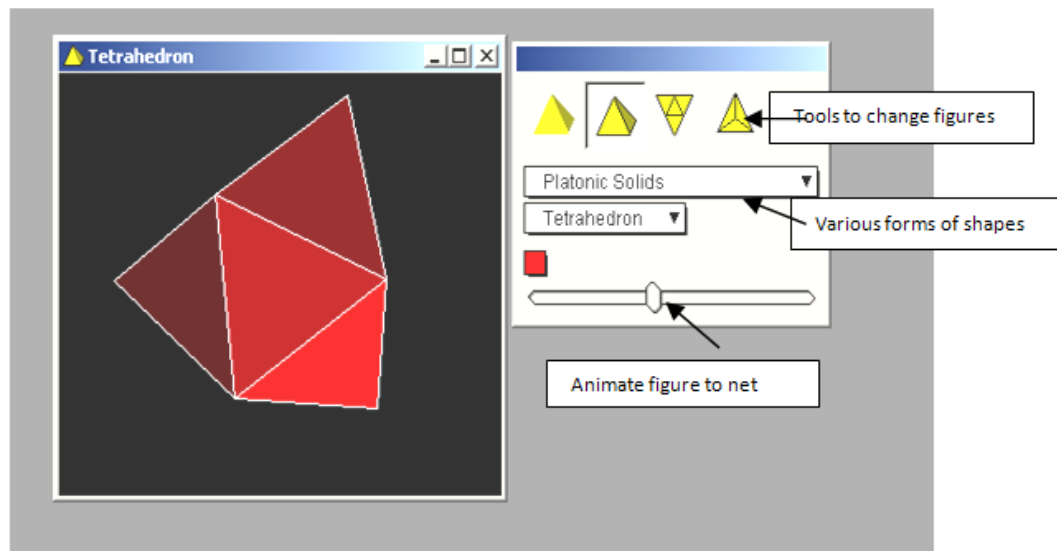 Tetrahedron
Tools to change figures
Platonic Solids
Various forms of shapes
Tetrahedron
Animate figure to net